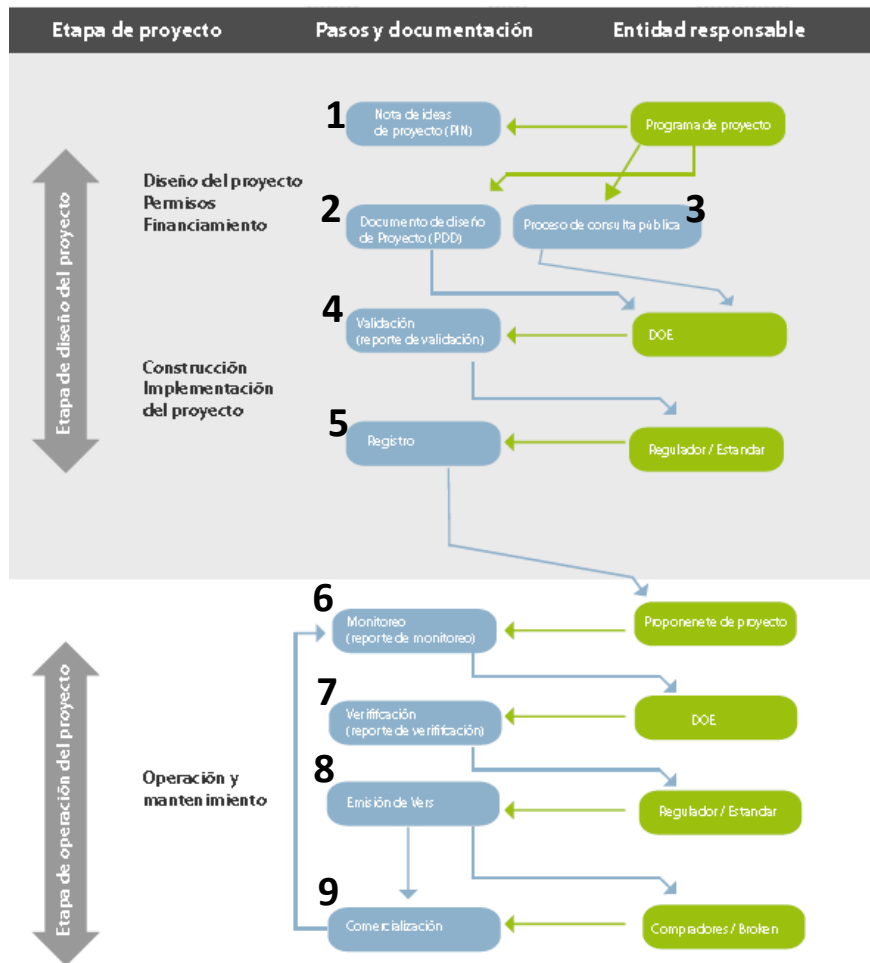 Etapa de proyecto
Pasos y documentación
Entidad responsable
1
Nota de ideas
de proyecto (PIN)
Programa de proyecto
Etapa de diseño del proyecto
Diseño del proyecto
Permisos
Financiamiento
2
Documento de diseño
de Proyecto (PDD)
3
Proceso de consulta pública
4
Validación
(reporte de validación)
DOE
Construcción
Implementación
del proyecto
5
Registro
Regulador / Estandar
6
Monitoreo
(reporte de monitoreo)
Proponenete de proyecto
Etapa de operación del proyecto
7
Verififcación
(reporte de verififcación)
DOE
Operación y
mantenimiento
8
Emisión de Vers
Regulador / Estandar
9
Comercialización
Compradores / Broken